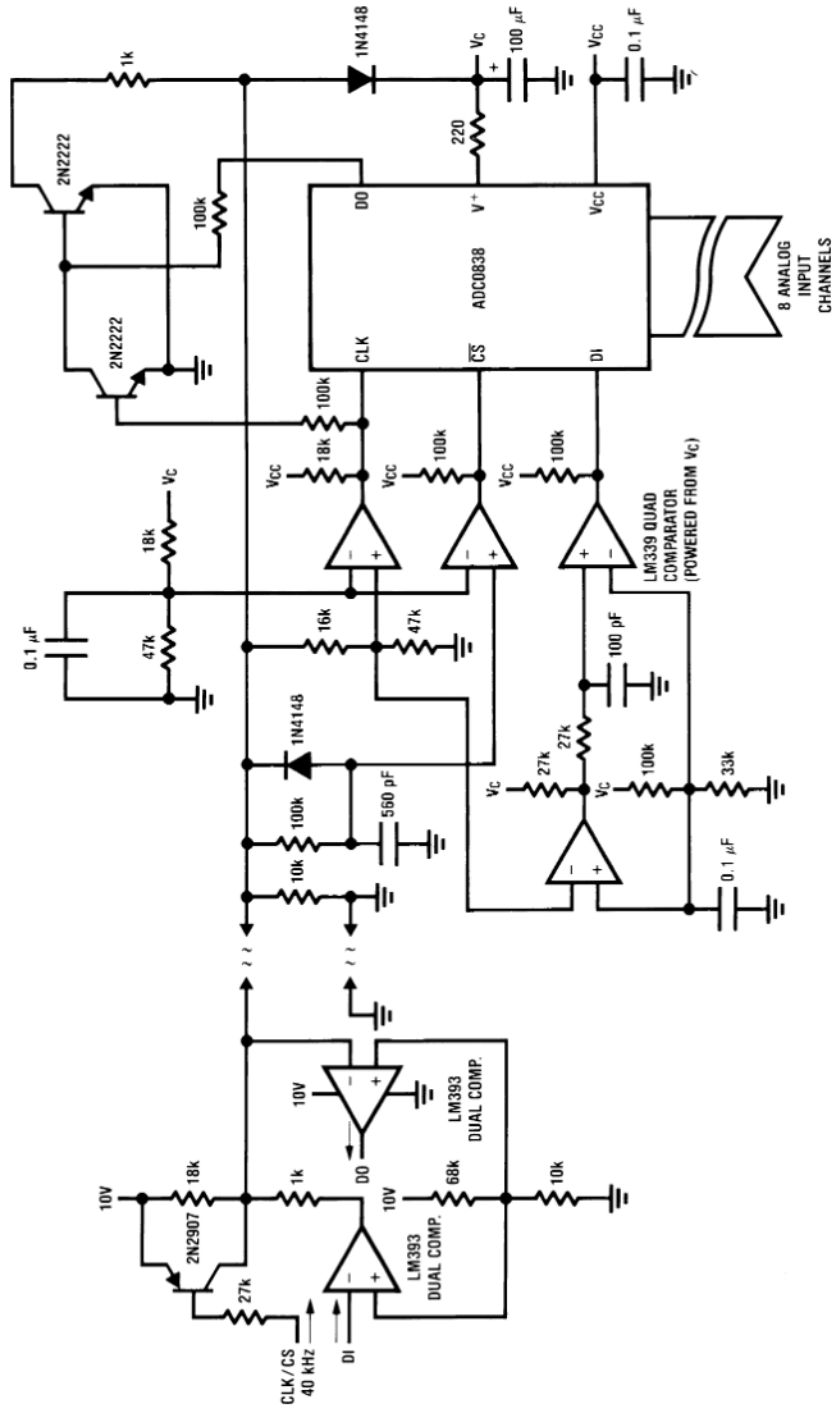 10V
2N2907
18k
27k
CLK/CS
40 kHz
DI
1k
−
+
LM393
DUAL COMP.
10V
68k
10k
10V
−
+
DO
LM393
DUAL COMP.
~ ~
~ ~
10k
100k
1N4148
560 pF
0.1 µF
47k
18k
VC
16k
47k
−
+
VCC
18k
100k
−
+
VCC
100k
−
+
VC
27k
27k
100 pF
VC
100k
33k
0.1 µF
+
−
VCC
100k
LM339 QUAD
COMPARATOR
(POWERED FROM VC)
2N2222
2N2222
1k
100k
1N4148
CLK
CS
DI
ADC0838
DO
V+
VCC
220
VC
+
100 µF
VCC
0.1 µF
8 ANALOG
INPUT
CHANNELS